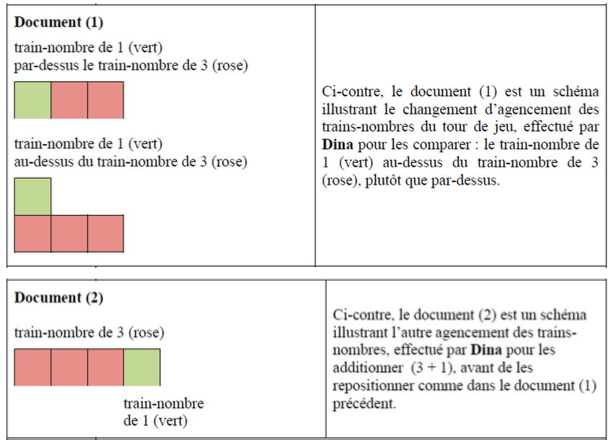 Document (1)
train-nombre de 1 (vert)
par-dessus le train-nombre de 3 (rose)
train-nombre de 1 (vert)
au-dessus du train-nombre de 3 (rose)
Ci-contre, le document (1) est un schéma
illustrant le changement d’agencement des
trains-nombres du tour de jeu, effectué par
Dina pour les comparer : le train-nombre de
1 (vert) au-dessus du train-nombre de 3
(rose), plutôt que par-dessus.
Document (2)
train-nombre de 3 (rose)
train-nombre
de 1 (vert)
Ci-contre, le document (2) est un schéma
illustrant l’autre agencement des trains-
nombres, effectué par Dina pour les
additionner (3 + 1), avant de les
repositionner comme dans le document (1)
précédent.